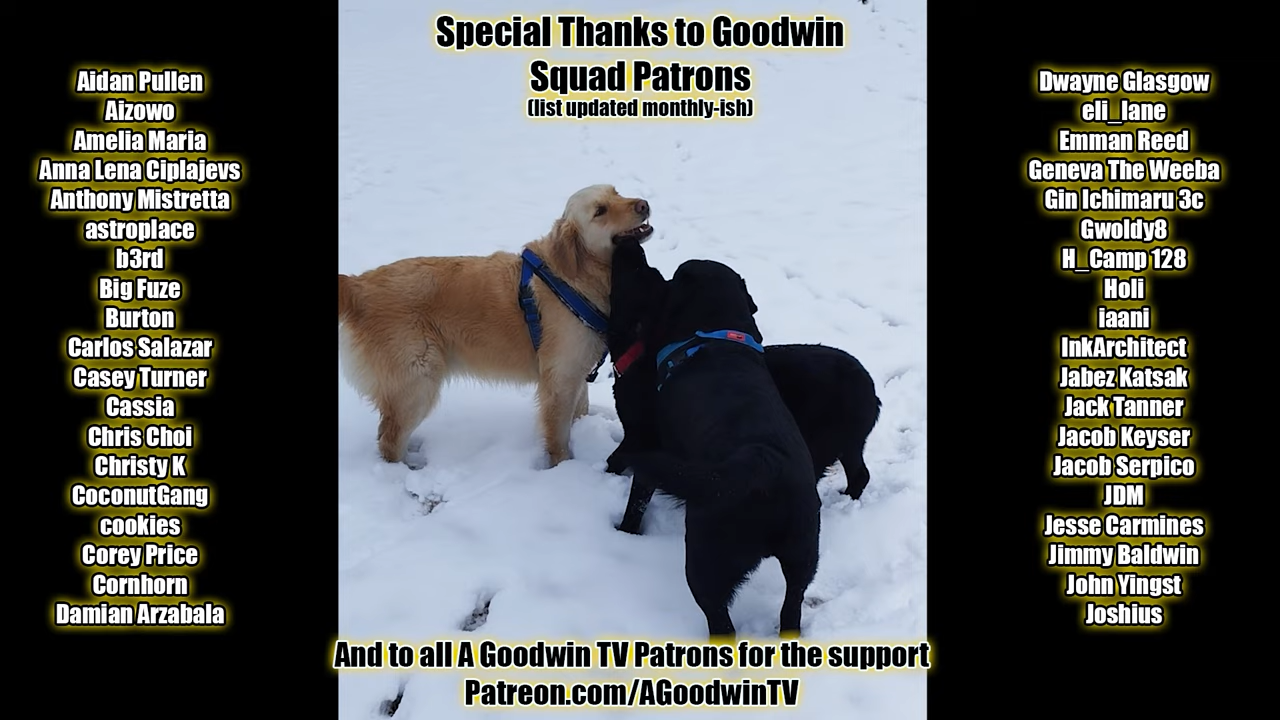 Special Thanks to Goodwin
Squad Patrons
(list updated monthly-ish)
Aidan Pullen
Aizowo
Amelia Maria
Anna Lena Ciplajevs
Anthony Mistretta
astroplace
b3rd
Big Fuze
Burton
Carlos Salazar
Casey Turner
Cassia
Chris Choi
Christy K
CoconutGang
cookies
Corey Price
Cornhorn
Damian Arzabala
Dwayne Glasgow
eli_lane
Emman Reed
Geneva The Weeba
Gin Ichimaru 3c
Gwoldy8
H_Camp 128
Holi
iaani
InkArchitect
Jabez Katsak
Jack Tanner
Jacob Keyser
Jacob Serpico
JDM
Jesse Carmines
Jimmy Baldwin
John Yingst
Joshius
And to all A Goodwin TV Patrons for the support
Patreon.com/AGoodwinTV